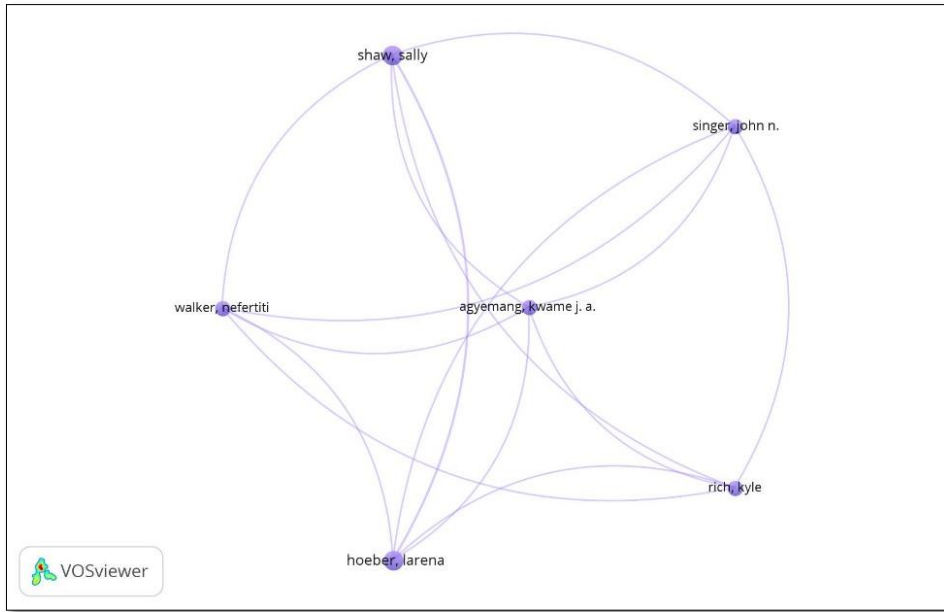 shaw, sally
singer, john n.
walker, nefertiti
agyemang, kwame j. a.
rich, kyle
hoeber, larena
VOSviewer